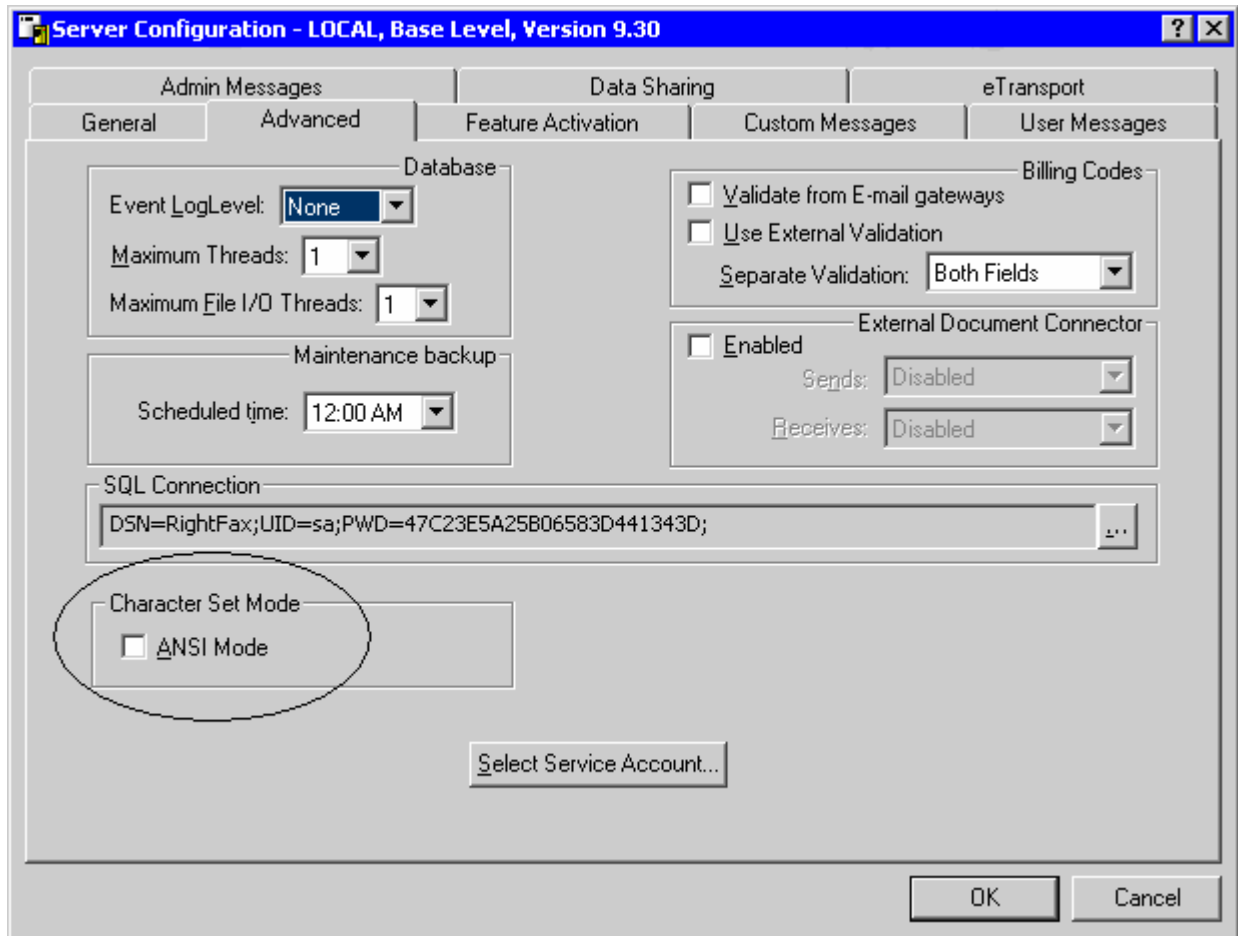 Server Configuration - LOCAL, Base Level, Version 9.30
Admin Messages
Data Sharing
eTransport
General
Advanced
Feature Activation
Custom Messages
User Messages
Database
Event LogLevel: None
Maximum Threads: 1
Maximum File I/O Threads: 1
Maintenance backup
Scheduled time: 12:00 AM
Billing Codes
Validate from E-mail gateways
Use External Validation
Separate Validation: Both Fields
External Document Connector
Enabled
Sends: Disabled
Receives: Disabled
SQL Connection
DSN=RightFax;UID=sa;PWD=47C23E5A25B06583D441343D;
...
Character Set Mode
ANSI Mode
Select Service Account...
OK
Cancel